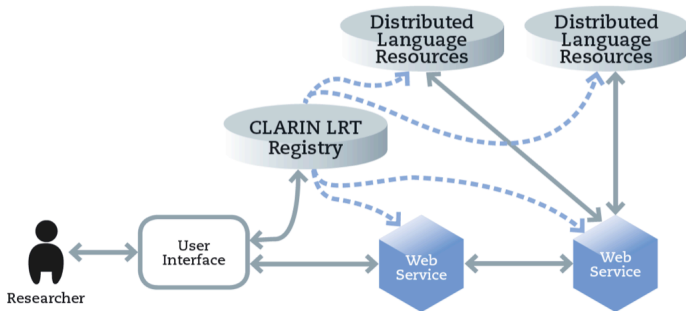 Distributed
Language
Resources
Distributed
Language
Resources
CLARIN LRT
Registry
User
Interface
Web
Service
Web
Service
Researcher